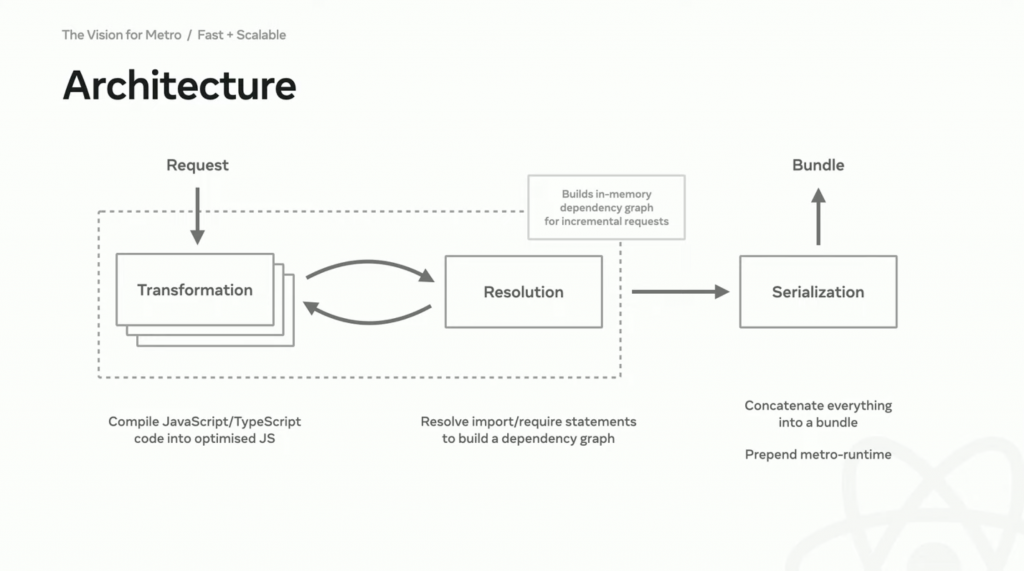 The Vision for Metro / Fast + Scalable
Architecture
Request
Bundle
Builds in-memory
dependency graph
for incremental requests
Transformation
Resolution
Serialization
Compile JavaScript/TypeScript
code into optimised JS
Resolve import/require statements
to build a dependency graph
Concatenate everything
into a bundle
Prepend metro-runtime